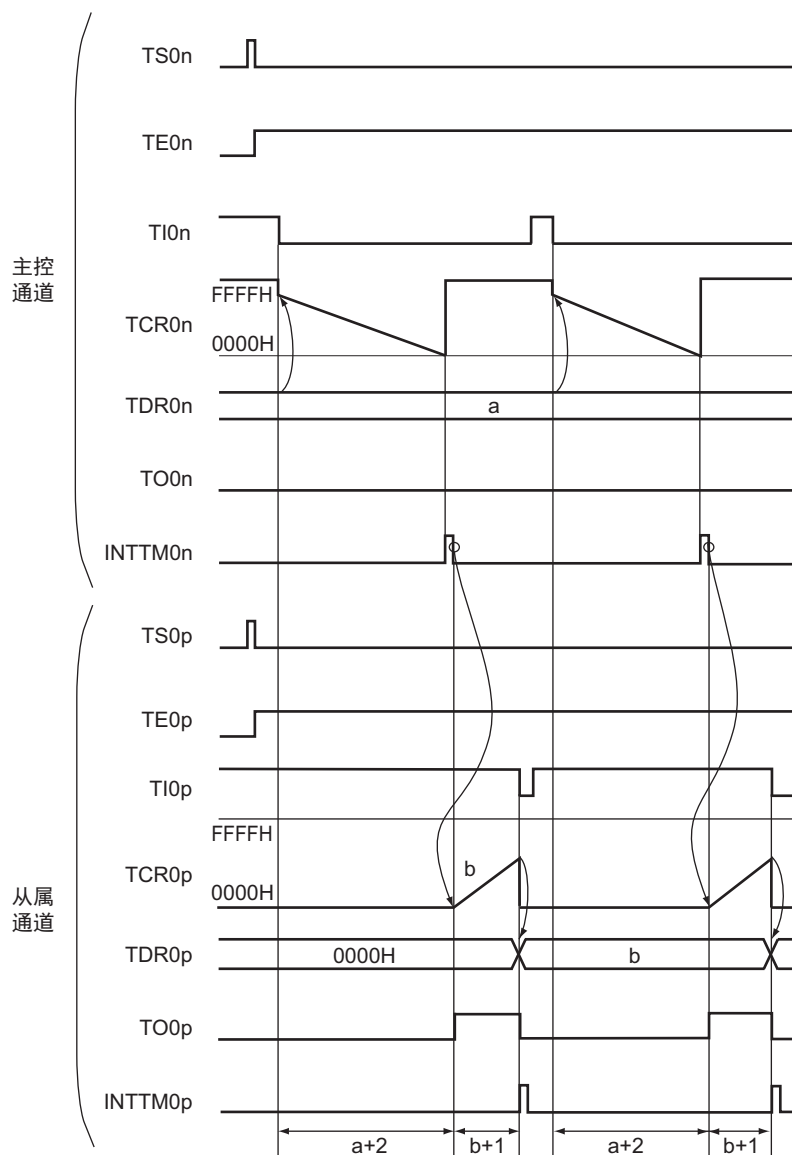 TS0n
TE0n
TI0n
主控
通道
FFFFH
TCR0n
0000H
TDR0n
a
TO0n
INTTM0n
TS0p
TE0p
TI0p
FFFFH
TCR0p
b
0000H
从属
通道
TDR0p
0000H
b
TO0p
INTTM0p
a+2
b+1
a+2
b+1